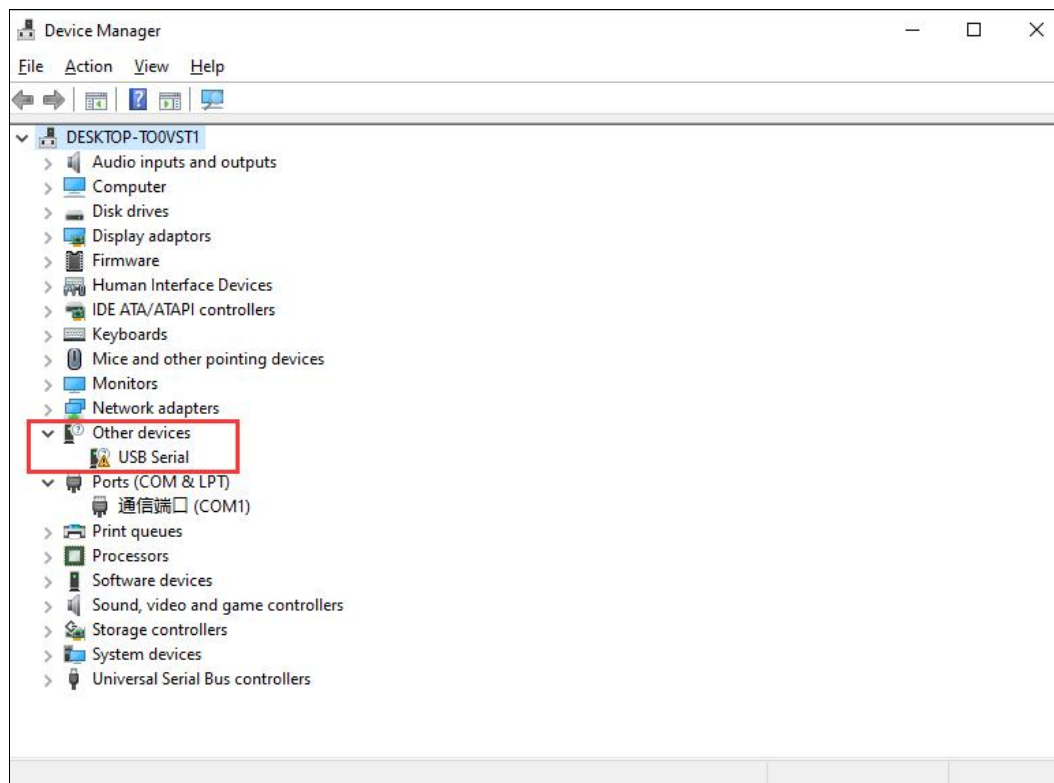 Device Manager
File Action View Help
DESKTOP-TO0VST1
Audio inputs and outputs
Computer
Disk drives
Display adaptors
Firmware
Human Interface Devices
IDE ATA/ATAPI controllers
Keyboards
Mice and other pointing devices
Monitors
Network adapters
Other devices
USB Serial
Ports (COM & LPT)
通信端口 (COM1)
Print queues
Processors
Software devices
Sound, video and game controllers
Storage controllers
System devices
Universal Serial Bus controllers